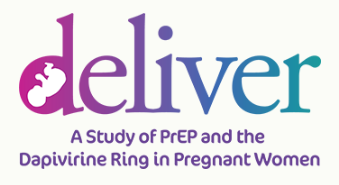 deliver
A Study of PrEP and the
Dapivirine Ring in Pregnant Women